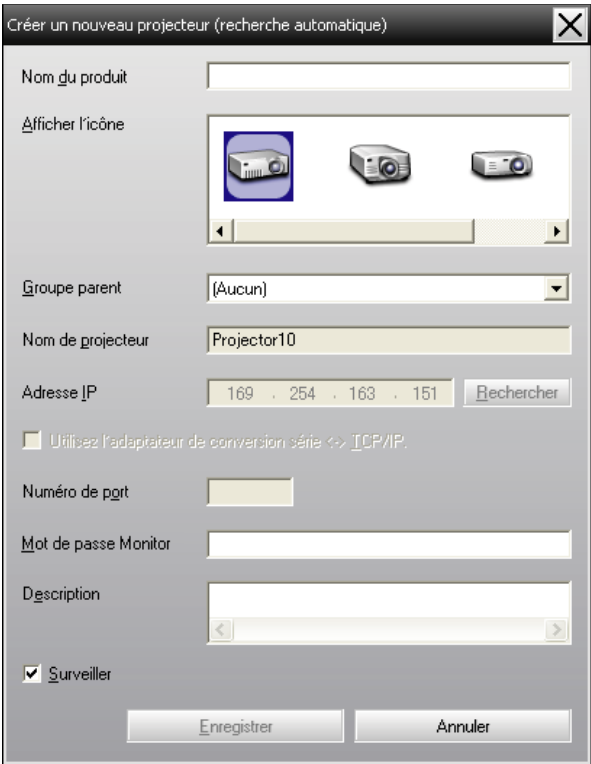 Créer un nouveau projecteur (recherche automatique)
Nom du produit
Afficher l'icône
Groupe parent (Aucun)
Nom de projecteur Projector10
Adresse IP 169 . 254 . 163 . 151 Rechercher
Utilisez l'adaptateur de conversion série <-> TCP/IP.
Numéro de port
Mot de passe Monitor
Description
Surveiller
Enregistrer Annuler